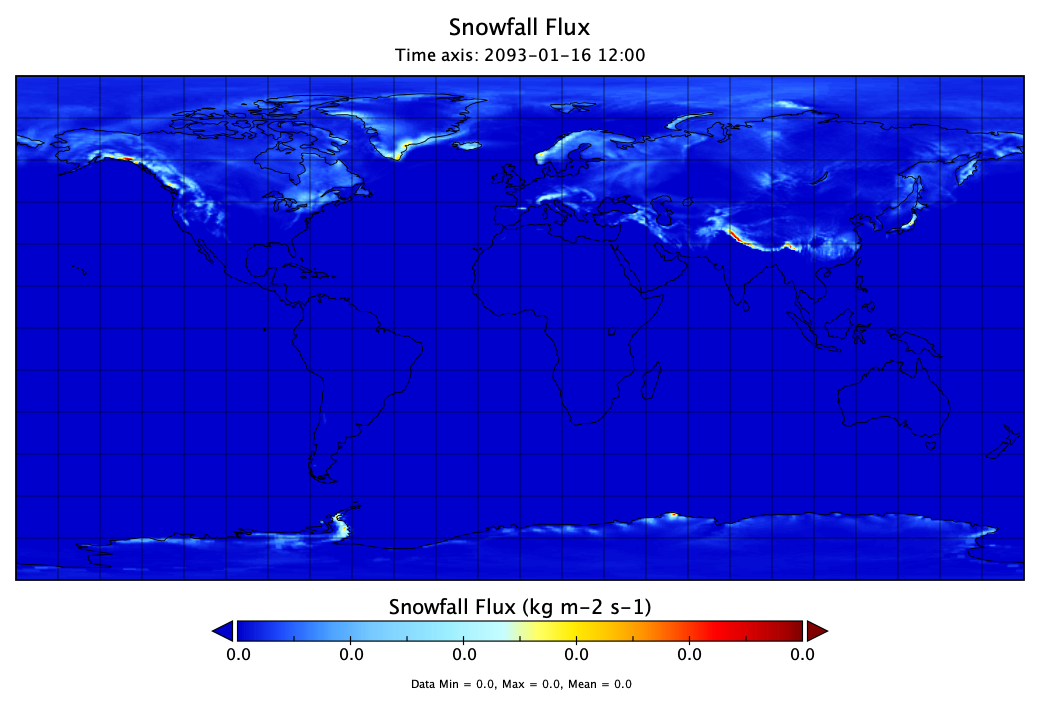 Snowfall Flux
Time axis: 2093-01-16 12:00
Snowfall Flux (kg m-2 s-1)
0.0 0.0 0.0 0.0 0.0 0.0
Data Min = 0.0, Max = 0.0, Mean = 0.0